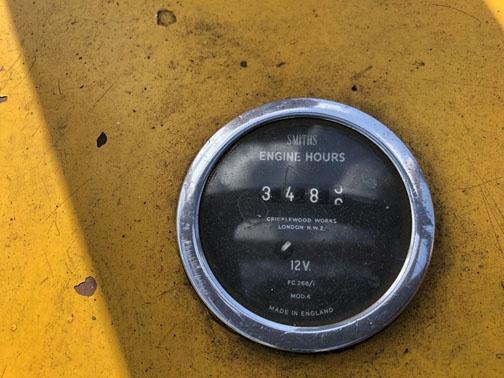 SMITHS
ENGINE HOURS
3 4 8
CRICKLEWOOD WORKS
LONDON N.W.2.
12V.
FC 268/1
MOD.4
MADE IN ENGLAND